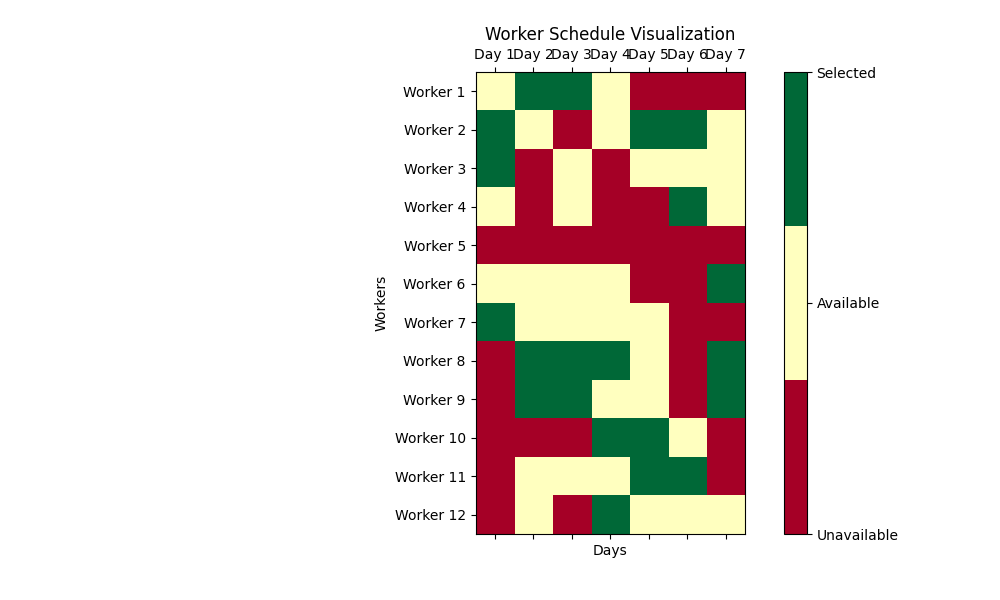 Worker Schedule Visualization
Day 1 Day 2 Day 3 Day 4 Day 5 Day 6 Day 7
Worker 1
Worker 2
Worker 3
Worker 4
Worker 5
Worker 6
Worker 7
Worker 8
Worker 9
Worker 10
Worker 11
Worker 12
Workers
Days
Selected
Available
Unavailable